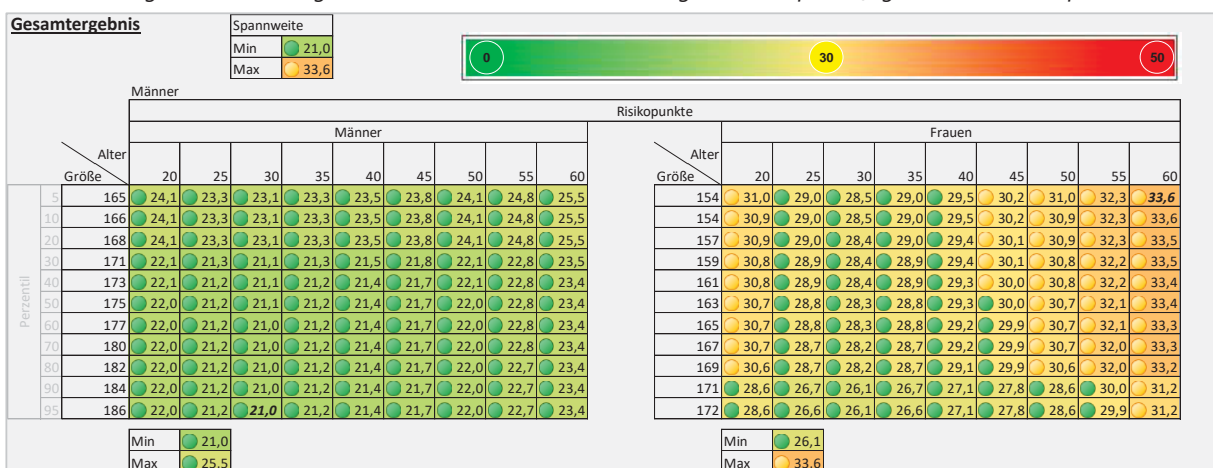 Gesamtergebnis Spannweite
Min 21,0
Max 33,6
0 30 50
Männer
Risikopunkte
Männer Frauen
Alter Alter
Größe 20 25 30 35 40 45 50 55 60 Größe 20 25 30 35 40 45 50 55 60
Perzentil
5 165 24,1 23,3 23,1 23,3 23,5 23,8 24,1 24,8 25,5 154 31,0 29,0 28,5 29,0 29,5 30,2 31,0 32,3 33,6
10 166 24,1 23,3 23,1 23,3 23,5 23,8 24,1 24,8 25,5 154 30,9 29,0 28,5 29,0 29,5 30,2 30,9 32,3 33,6
20 168 24,1 23,3 23,1 23,3 23,5 23,8 24,1 24,8 25,5 157 30,9 29,0 28,4 29,0 29,4 30,1 30,9 32,3 33,5
30 171 22,1 21,3 21,1 21,3 21,5 21,8 22,1 22,8 23,5 159 30,8 28,9 28,4 28,9 29,4 30,1 30,8 32,2 33,5
40 173 22,1 21,2 21,1 21,2 21,4 21,7 22,1 22,8 23,4 161 30,8 28,9 28,4 28,9 29,3 30,0 30,8 32,2 33,4
50 175 22,0 21,2 21,1 21,2 21,4 21,7 22,0 22,8 23,4 163 30,7 28,8 28,3 28,8 29,3 30,0 30,7 32,1 33,4
60 177 22,0 21,2 21,0 21,2 21,4 21,7 22,0 22,8 23,4 165 30,7 28,8 28,3 28,8 29,2 29,9 30,7 32,1 33,3
70 180 22,0 21,2 21,0 21,2 21,4 21,7 22,0 22,8 23,4 167 30,7 28,7 28,2 28,7 29,2 29,9 30,7 32,0 33,3
80 182 22,0 21,2 21,0 21,2 21,4 21,7 22,0 22,7 23,4 169 30,6 28,7 28,2 28,7 29,1 29,9 30,6 32,0 33,2
90 184 22,0 21,2 21,0 21,2 21,4 21,7 22,0 22,7 23,4 171 28,6 26,7 26,1 26,7 27,1 27,8 28,6 30,0 31,2
95 186 22,0 21,2 21,0 21,2 21,4 21,7 22,0 22,7 23,4 172 28,6 26,6 26,1 26,6 27,1 27,8 28,6 29,9 31,2
Min 21,0 Min 26,1
Max 25,5 Max 33,6